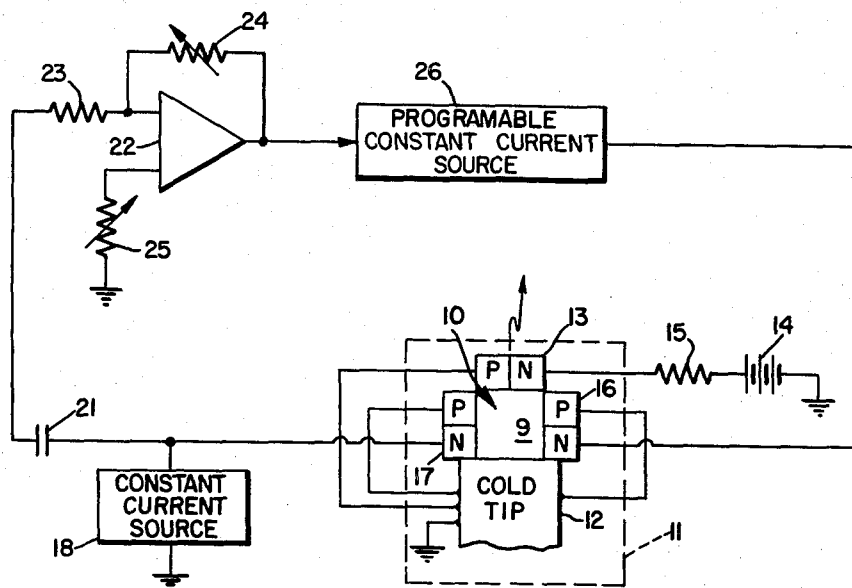 24
23
22
25
26
PROGRAMABLE
CONSTANT CURRENT
SOURCE
10
13
15
14
P N
16
P
P
N
9
N
17
21
CONSTANT
CURRENT
SOURCE
18
COLD
TIP
12
11